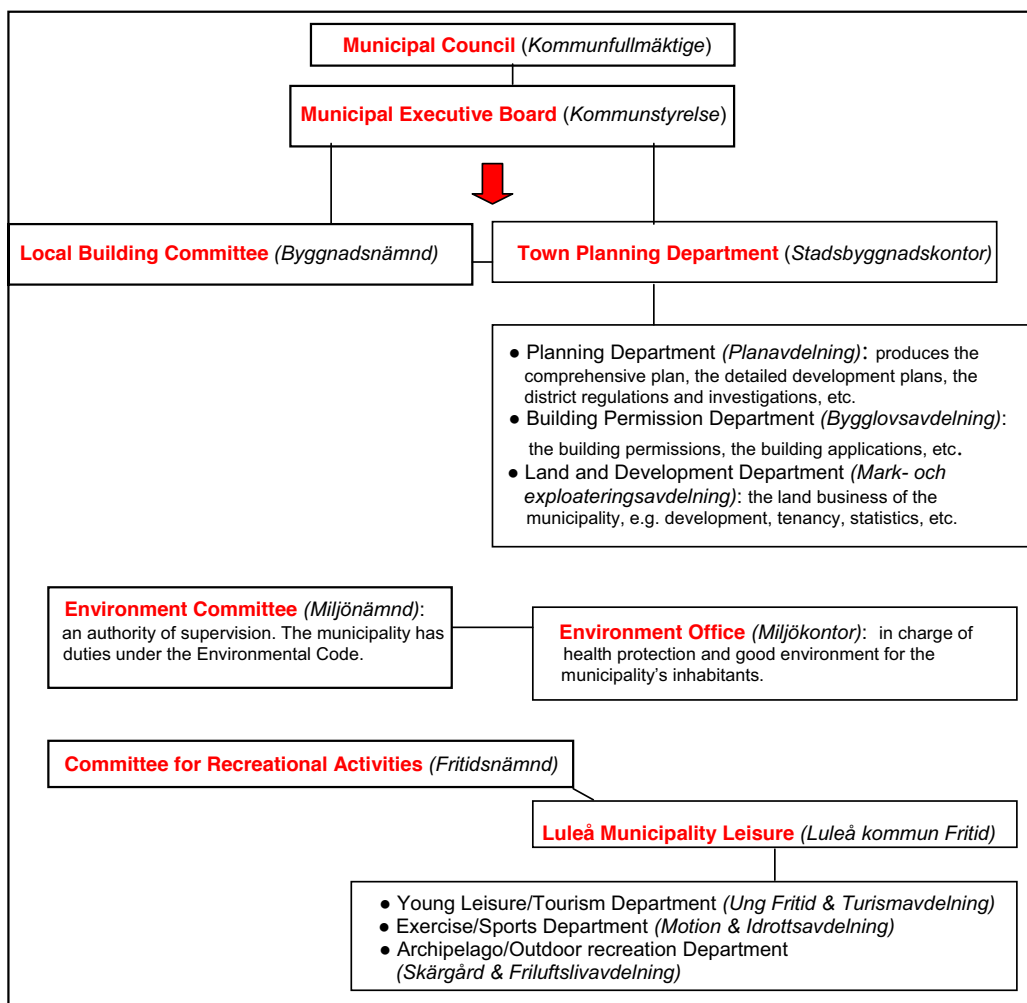 Municipal Council (Kommunfullmäktige)
Municipal Executive Board (Kommunstyrelse)
Local Building Committee (Byggnadsnämnd)
Town Planning Department (Stadsbyggnadskontor)
● Planning Department (Planavdelning): produces the
comprehensive plan, the detailed development plans, the
district regulations and investigations, etc.
● Building Permission Department (Bygglovsavdelning):
the building permissions, the building applications, etc.
● Land and Development Department (Mark- och
exploateringsavdelning): the land business of the
municipality, e.g. development, tenancy, statistics, etc.
Environment Committee (Miljönämnd):
an authority of supervision. The municipality has
duties under the Environmental Code.
Environment Office (Miljökontor): in charge of
health protection and good environment for the
municipality's inhabitants.
Committee for Recreational Activities (Fritidsnämnd)
Luleå Municipality Leisure (Luleå kommun Fritid)
● Young Leisure/Tourism Department (Ung Fritid & Turismavdelning)
● Exercise/Sports Department (Motion & Idrottsavdelning)
● Archipelago/Outdoor recreation Department
(Skärgård & Friluftslivavdelning)